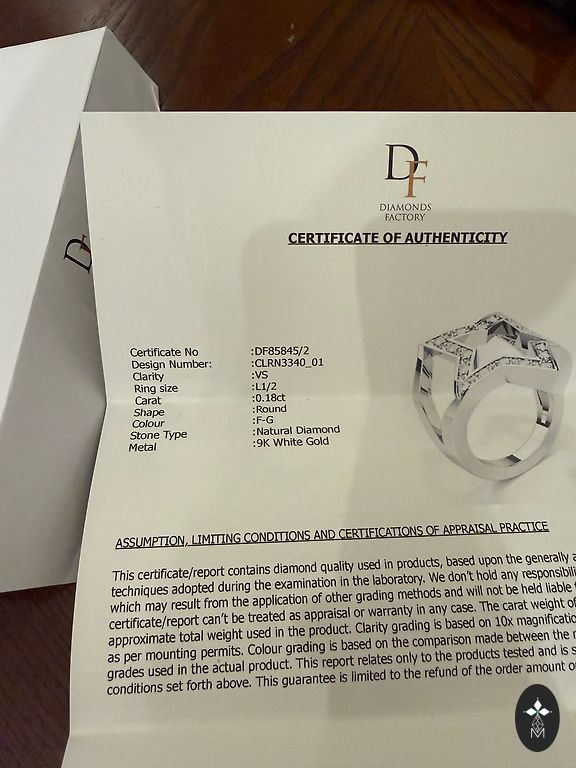 DF
DIAMONDS
FACTORY
CERTIFICATE OF AUTHENTICITY
Certificate No :DF85845/2
Design Number: :CLRN3340_01
Clarity :VS
Ring size :L1/2
Carat :0.18ct
Shape :Round
Colour :F-G
Stone Type :Natural Diamond
Metal :9K White Gold
ASSUMPTION, LIMITING CONDITIONS AND CERTIFICATIONS OF APPRAISAL PRACTICE
This certificate/report contains diamond quality used in products, based upon the generally
techniques adopted during the examination in the laboratory. We don't hold any
which may result from the application of other grading methods and will not be held liable
certificate/report can't be treated as appraisal or warranty in any case. The carat weight of
approximate total weight used in the product. Clarity grading is based on 10x
as per mounting permits. Colour grading is based on the comparison made between the
grades used in the actual product. This report relates only to the products tested and is
conditions set forth above. This guarantee is limited to the refund of the order amount
DF
M